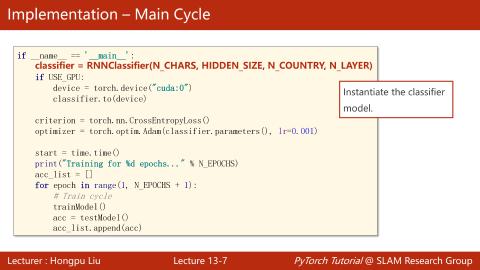 Implementation – Main Cycle
if __name__ == '__main__':
classifier = RNNClassifier(N_CHARS, HIDDEN_SIZE, N_COUNTRY, N_LAYER)
if USE_GPU:
device = torch.device("cuda:0")
classifier.to(device)
criterion = torch.nn.CrossEntropyLoss()
optimizer = torch.optim.Adam(classifier.parameters(), lr=0.001)
start = time.time()
print("Training for %d epochs..." % N_EPOCHS)
acc_list = []
for epoch in range(1, N_EPOCHS + 1):
# Train cycle
trainModel()
acc = testModel()
acc_list.append(acc)
Instantiate the classifier
model.
Lecturer : Hongpu Liu
Lecture 13-7
PyTorch Tutorial @ SLAM Research Group